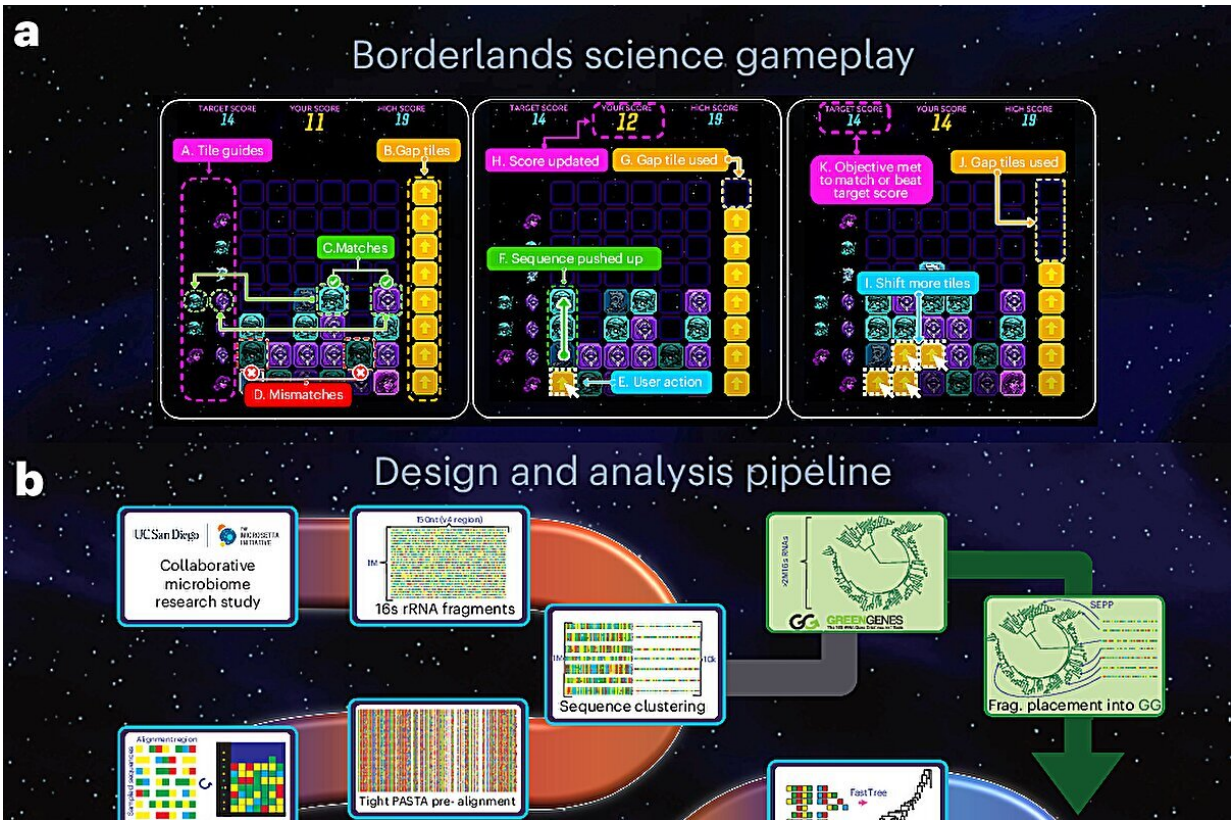 a
Borderlands science gameplay
TARGET SCORE
14
YOUR SCORE
11
HIGH SCORE
19
A. Tile guides
B.Gap tiles
C.Matches
D. Mismatches
TARGET SCORE
14
YOUR SCORE
12
HIGH SCORE
19
H. Score updated
G. Gap tile used
F. Sequence pushed up
E. User action
TARGET SCORE
14
YOUR SCORE
14
HIGH SCORE
19
K. Objective met
to match or beat
target score
J. Gap tiles used
I. Shift more tiles
b
Design and analysis pipeline
UC San Diego
THE
MICROSETTA
INITIATIVE
Collaborative
microbiome
research study
150nt (v4 region)
1M
16s rRNA fragments
1M
10k
Sequence clustering
>2M 16s RNAs
GG GREENGENES
SEPP
Frag. placement into GG
Tight PASTA pre- alignment
Alignment region
Sampled sequences
FastTree